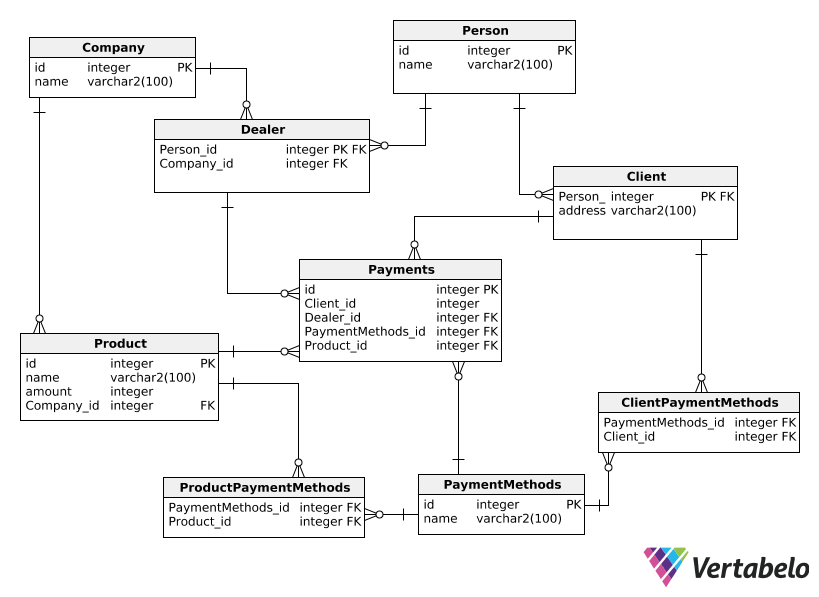 Company
id integer PK
name varchar2(100)
Person
id integer PK
name varchar2(100)
Dealer
Person_id integer PK FK
Company_id integer FK
Client
Person_ integer PK FK
address varchar2(100)
Payments
id integer PK
Client_id integer
Dealer_id integer FK
PaymentMethods_id integer FK
Product_id integer FK
Product
id integer PK
name varchar2(100)
amount integer
Company_id integer FK
ClientPaymentMethods
PaymentMethods_id integer FK
Client_id integer FK
ProductPaymentMethods
PaymentMethods_id integer FK
Product_id integer FK
PaymentMethods
id integer PK
name varchar2(100)
Vertabelo